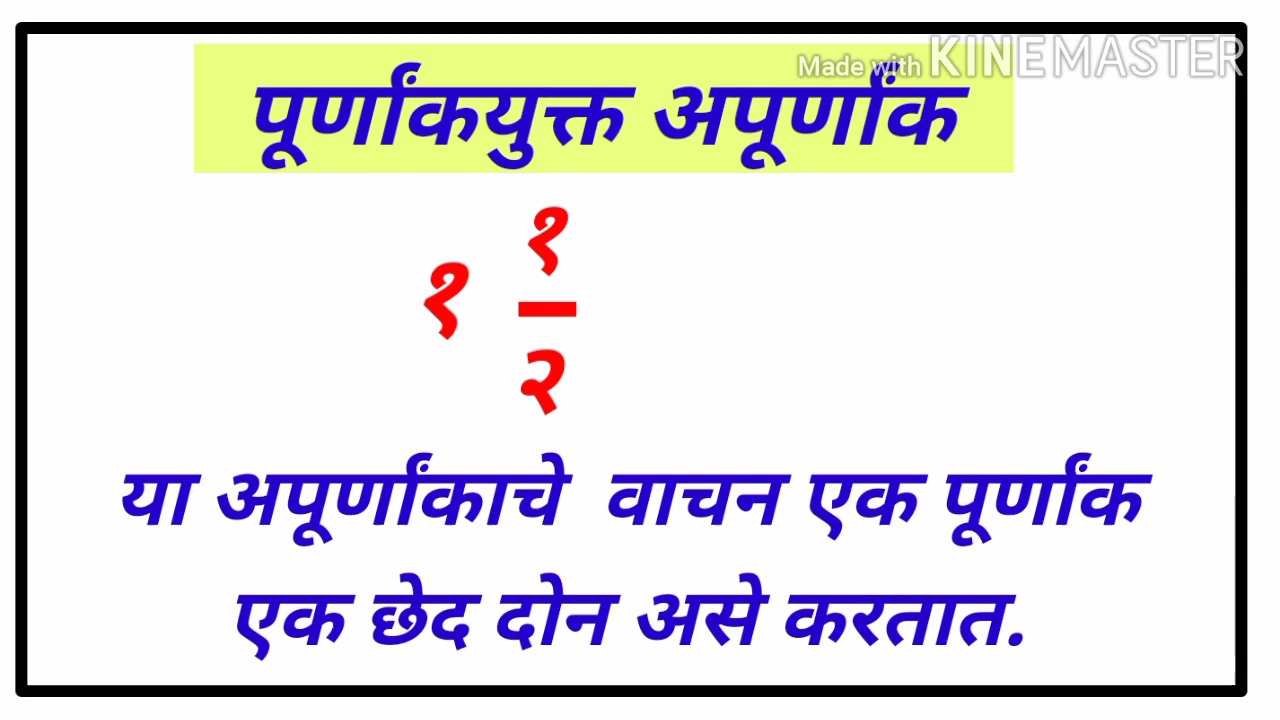 Made with KINEMASTER
पूर्णांकयुक्त अपूर्णांक
१ १
२
या अपूर्णांकाचे वाचन एक पूर्णांक
एक छेद दोन असे करतात.